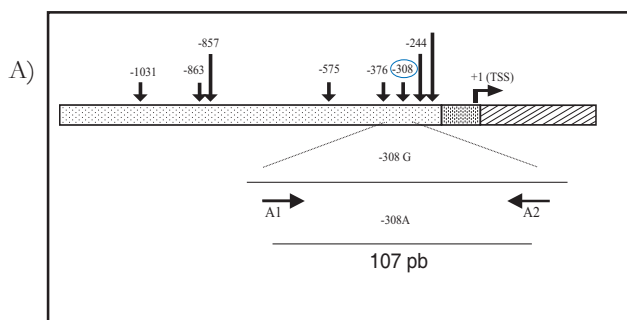 A)
-857
-244
-1031
-863
-575
-376
-308
+1 (TSS)
-308 G
A1
A2
-308A
107 pb